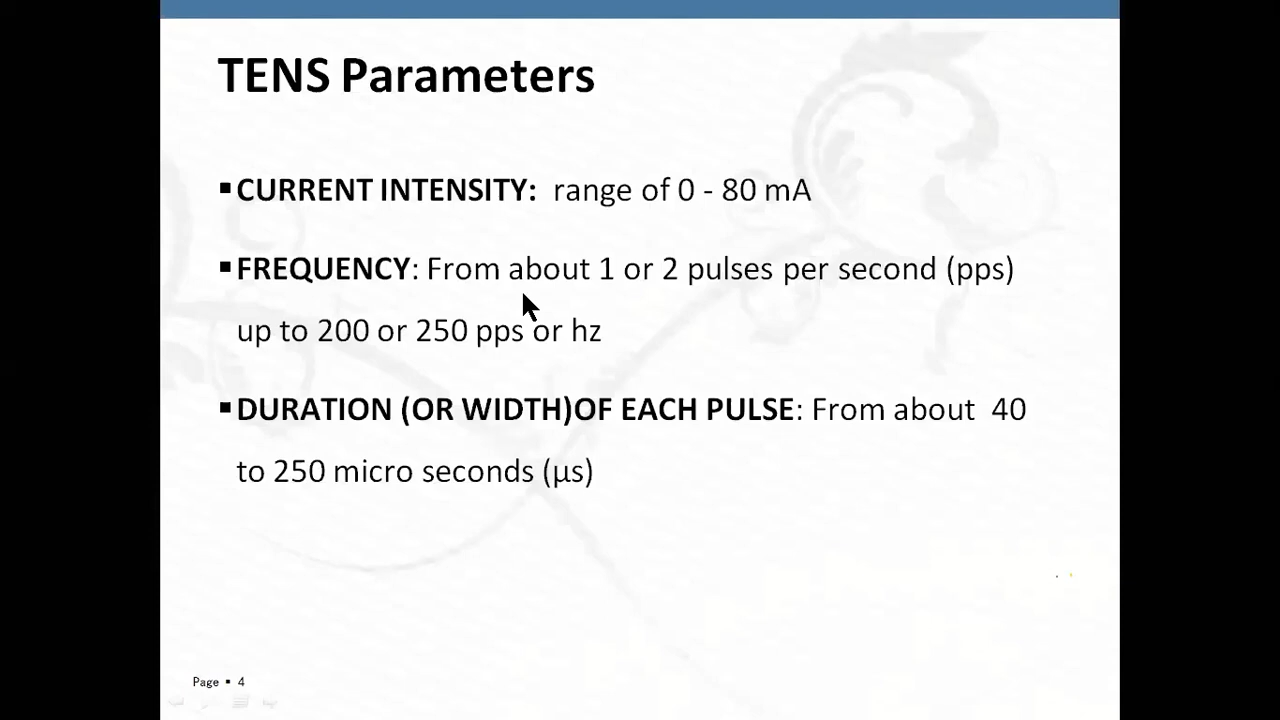 TENS Parameters
▪CURRENT INTENSITY: range of 0 - 80 mA
▪FREQUENCY: From about 1 or 2 pulses per second (pps)
up to 200 or 250 pps or hz
▪DURATION (OR WIDTH)OF EACH PULSE: From about 40
to 250 micro seconds (µs)
Page ▪ 4